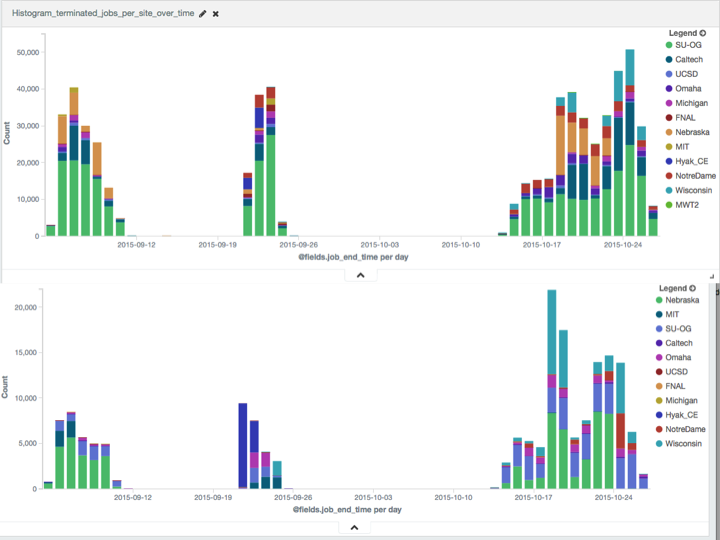 Histogram_terminated_jobs_per_site_over_time
Legend
50,000
40,000
30,000
20,000
10,000
0
Count
SU-OG
Caltech
UCSD
Omaha
Michigan
FNAL
Nebraska
MIT
Hyak_CE
NotreDame
Wisconsin
MWT2
2015-09-12 2015-09-19 2015-09-26 2015-10-03 2015-10-10 2015-10-17 2015-10-24
@fields.job_end_time per day
Legend
20,000
15,000
10,000
5,000
0
Count
Nebraska
MIT
SU-OG
Caltech
Omaha
UCSD
FNAL
Michigan
Hyak_CE
NotreDame
Wisconsin
2015-09-12 2015-09-19 2015-09-26 2015-10-03 2015-10-10 2015-10-17 2015-10-24
@fields.job_end_time per day